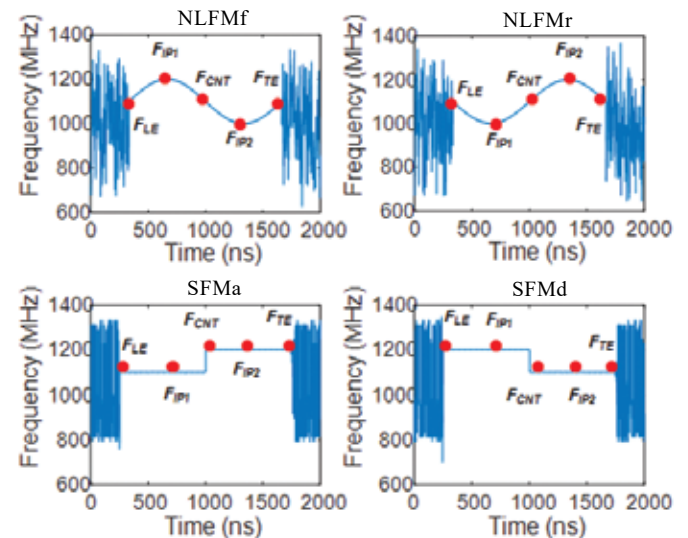 NLFMf
NLFMr
Frequency (MHz)
1400
1200
1000
800
600
F_IP1
F_CNT
F_TE
F_LE
F_IP2
0 500 1000 1500 2000
Time (ns)
Frequency (MHz)
1400
1200
1000
800
600
F_IP2
F_LE
F_CNT
F_IP1
F_TE
0 500 1000 1500 2000
Time (ns)
SFMa
SFMd
Frequency (MHz)
1400
1200
1000
800
600
F_CNT
F_TE
F_LE
F_IP1
F_IP2
0 500 1000 1500 2000
Time (ns)
Frequency (MHz)
1400
1200
1000
800
600
F_LE
F_IP1
F_TE
F_CNT
F_IP2
0 500 1000 1500 2000
Time (ns)